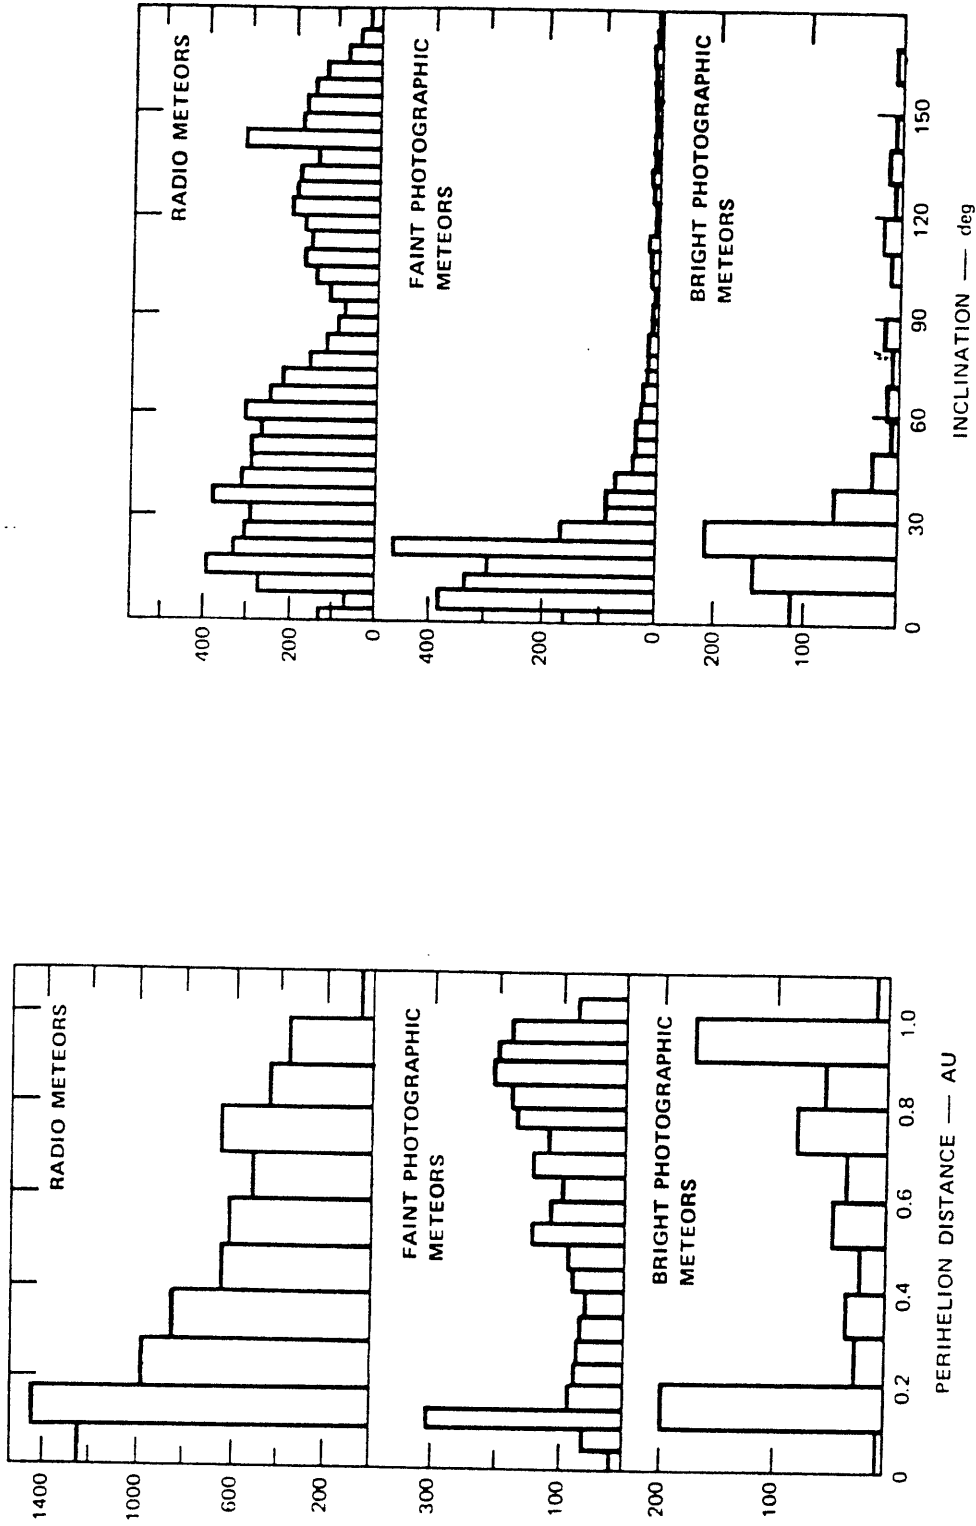 RADIO METEORS
400
200
0
FAINT PHOTOGRAPHIC
METEORS
400
200
0
BRIGHT PHOTOGRAPHIC
METEORS
200
100
0
30
60
90
120
150
INCLINATION — deg
RADIO METEORS
1400
1000
600
200
FAINT PHOTOGRAPHIC
METEORS
300
100
BRIGHT PHOTOGRAPHIC
METEORS
200
100
0
0.2
0.4
0.6
0.8
1.0
PERIHELION DISTANCE — AU